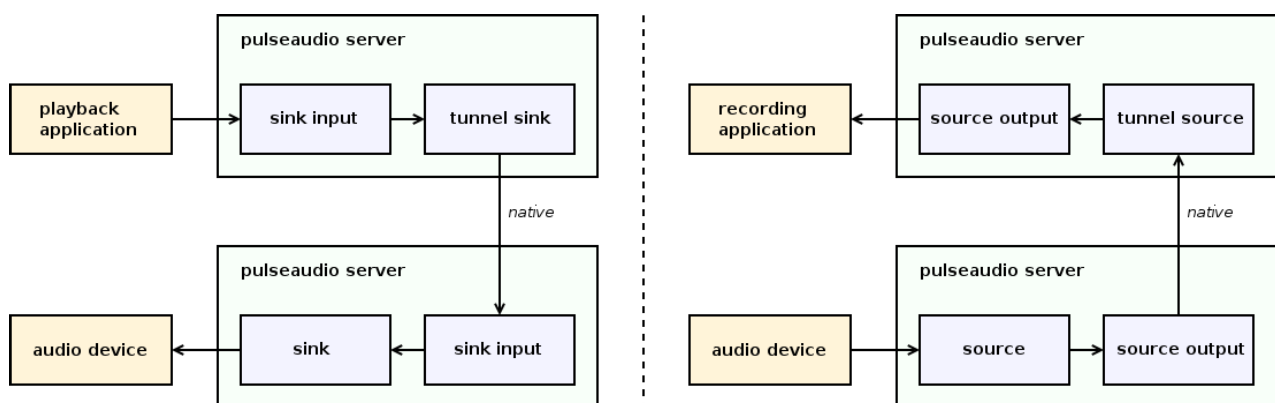 pulseaudio server
playback
application
sink input
tunnel sink
native
pulseaudio server
audio device
sink
sink input
pulseaudio server
recording
application
source output
tunnel source
native
pulseaudio server
audio device
source
source output